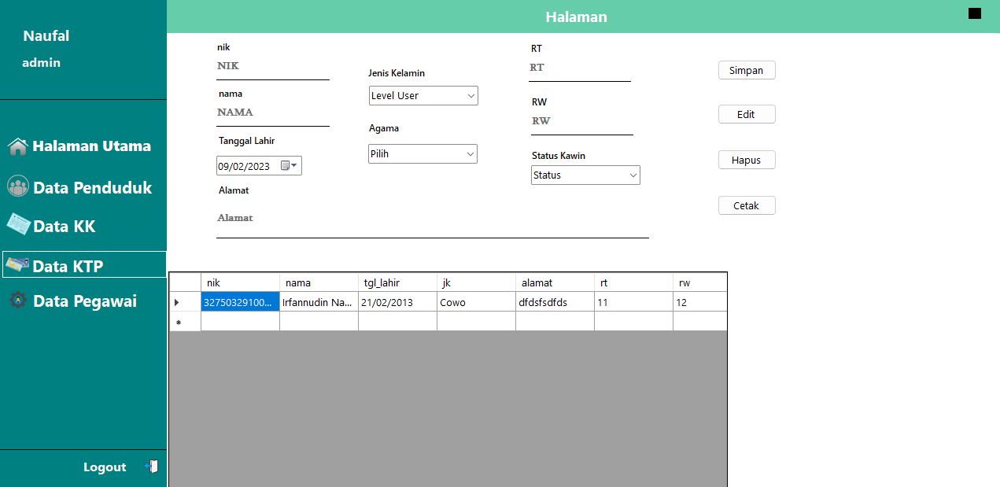 Naufal
admin
Halaman Utama
Data Penduduk
Data KK
Data KTP
Data Pegawai
Logout
Halaman
nik
NIK
nama
NAMA
Tanggal Lahir
09/02/2023
Alamat
Alamat
Jenis Kelamin
Level User
Agama
Pilih
RT
RT
RW
RW
Status Kawin
Status
Simpan
Edit
Hapus
Cetak
nik nama tgl_lahir jk alamat rt rw
32750329100... Irfannudin Na... 21/02/2013 Cowo dfdsfsdfds 11 12